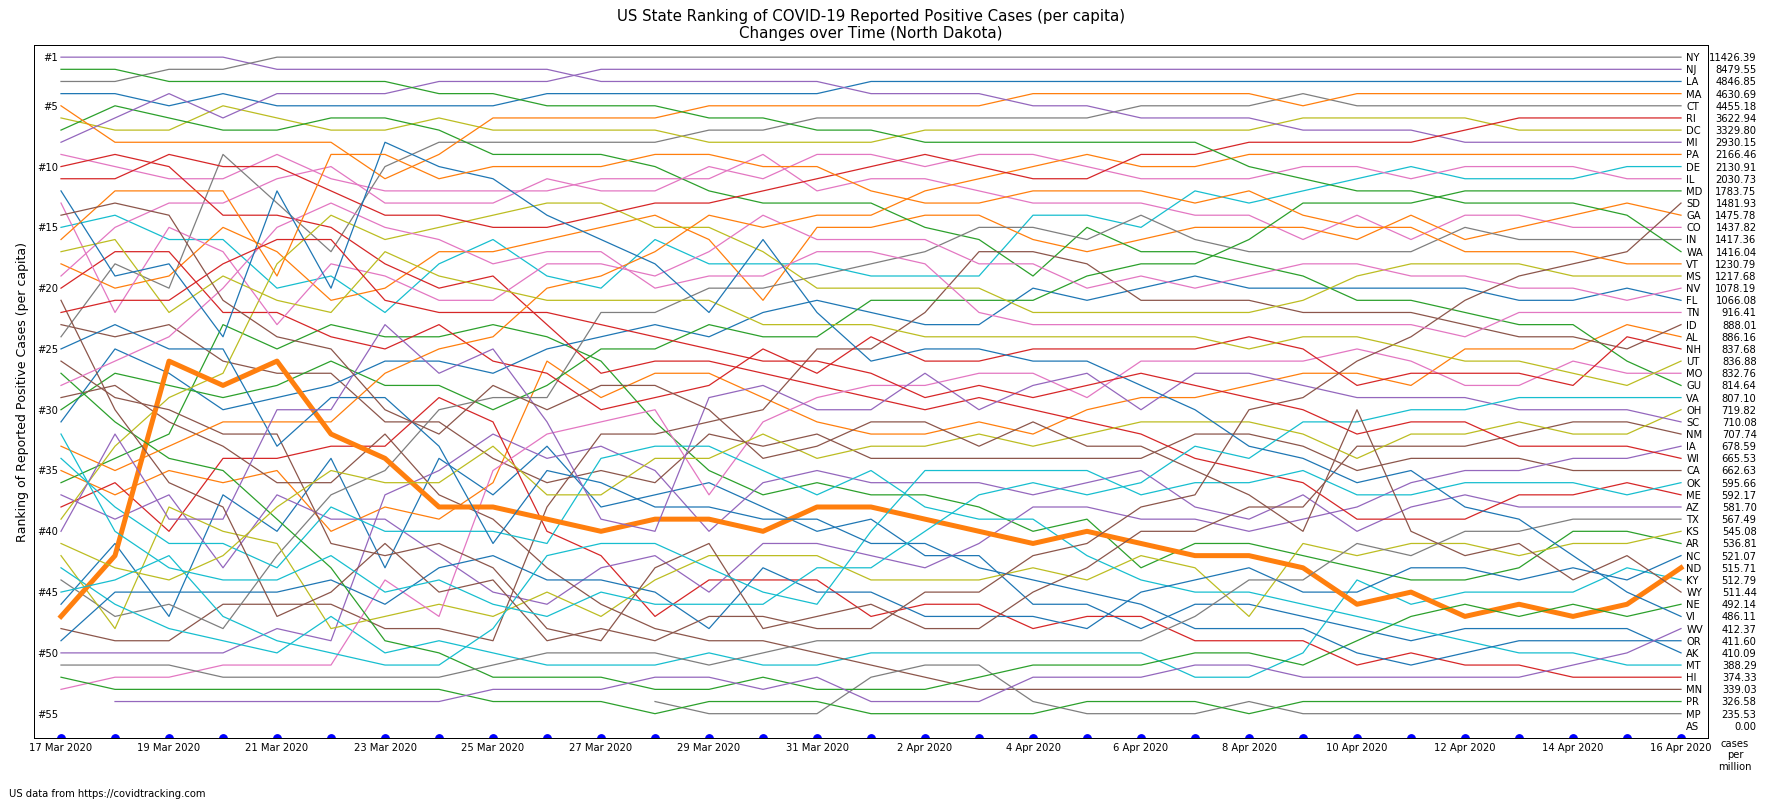 US State Ranking of COVID-19 Reported Positive Cases (per capita)
Changes over Time (North Dakota)
Ranking of Reported Positive Cases (per capita)
#1
#5
#10
#15
#20
#25
#30
#35
#40
#45
#50
#55
NY 11426.39
NJ 8479.55
LA 4846.85
MA 4630.69
CT 4455.18
RI 3622.94
DC 3329.80
MI 2930.15
PA 2166.46
DE 2130.91
IL 2030.73
MD 1783.75
SD 1481.93
GA 1475.78
CO 1437.82
IN 1417.36
WA 1416.04
VT 1230.79
MS 1217.68
NV 1078.19
FL 1066.08
TN 916.41
ID 888.01
AL 886.16
NH 837.68
UT 836.88
MO 832.76
GU 814.64
VA 807.10
OH 719.82
SC 710.08
NM 707.74
IA 678.59
WI 665.53
CA 662.63
OK 595.66
ME 592.17
AZ 581.70
TX 567.49
KS 545.08
AR 536.81
NC 521.07
ND 515.71
KY 512.79
WY 511.44
NE 492.14
VI 486.11
WV 412.37
OR 411.60
AK 410.09
MT 388.29
HI 374.33
MN 339.03
PR 326.58
MP 235.53
AS 0.00
17 Mar 2020 19 Mar 2020 21 Mar 2020 23 Mar 2020 25 Mar 2020 27 Mar 2020 29 Mar 2020 31 Mar 2020 2 Apr 2020 4 Apr 2020 6 Apr 2020 8 Apr 2020 10 Apr 2020 12 Apr 2020 14 Apr 2020 16 Apr 2020
cases
per
million
US data from https://covidtracking.com